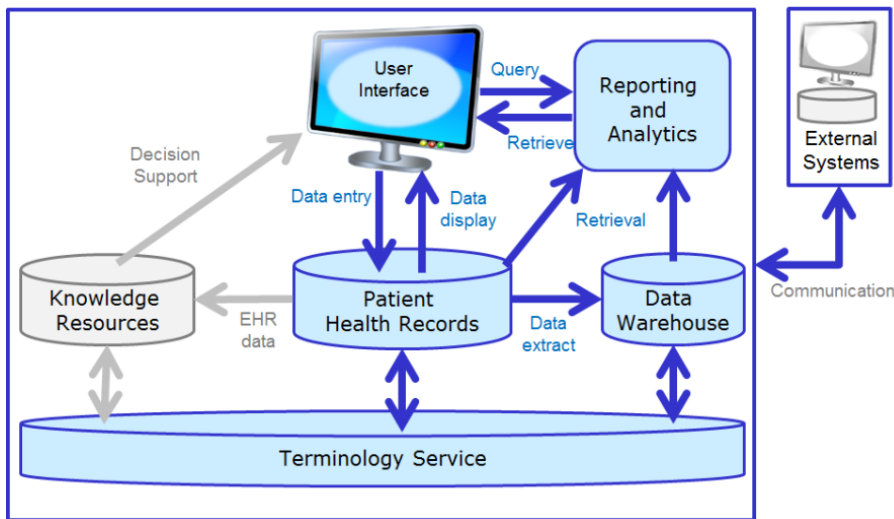 User
Interface
Query
Retrieve
Reporting
and
Analytics
External
Systems
Decision
Support
Data entry
Data
display
Retrieval
Communication
Knowledge
Resources
EHR
data
Patient
Health Records
Data
extract
Data
Warehouse
Terminology Service